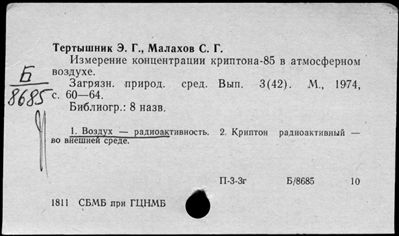 Тертышник Э. Г., Малахов С. Г.
Измерение концентрации криптона-85 в атмосферном
воздухе.
Загрязн. природ. сред. Вып. 3(42). М., 1974,
с. 60—64.
Библиогр.: 8 назв.
Б
8685
1. Воздух — радиоактивность. 2. Криптон радиоактивный —
во внешней среде.
П-3-3г Б/8685 10
1811 СБМБ при ГЦНМБ